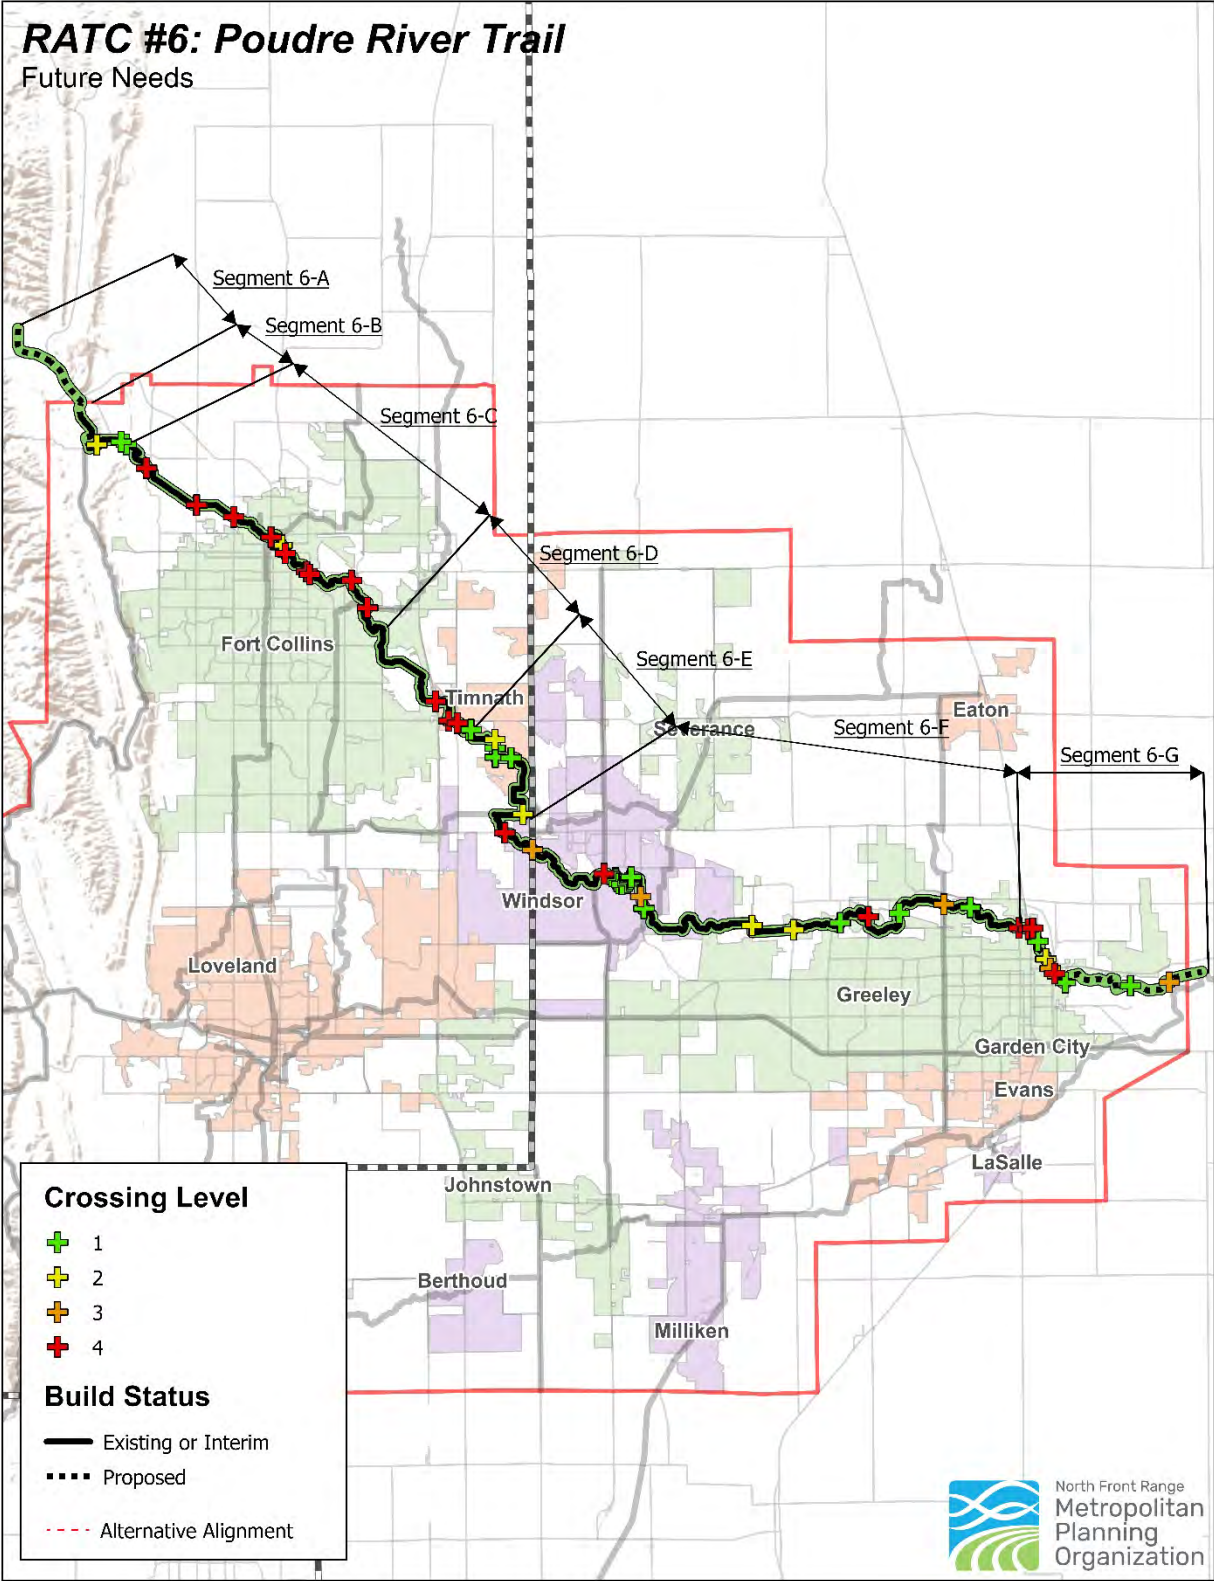 RATC #6: Poudre River Trail
Future Needs
Segment 6-A
Segment 6-B
Segment 6-C
Segment 6-D
Fort Collins
Segment 6-E
Timnath
Severance
Segment 6-F
Eaton
Segment 6-G
Windsor
Loveland
Greeley
Garden City
Evans
LaSalle
Johnstown
Berthoud
Milliken
Crossing Level
1
2
3
4
Build Status
Existing or Interim
Proposed
Alternative Alignment
North Front Range
Metropolitan
Planning
Organization